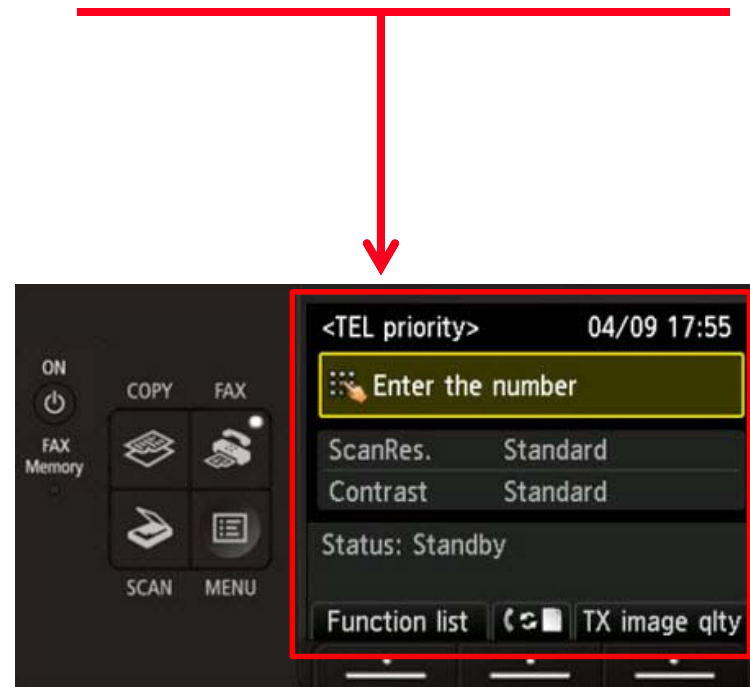 <TEL priority> 04/09 17:55
ON
COPY FAX
Enter the number
FAX
Memory
ScanRes. Standard
Contrast Standard
Status: Standby
SCAN MENU
Function list TX image qlty